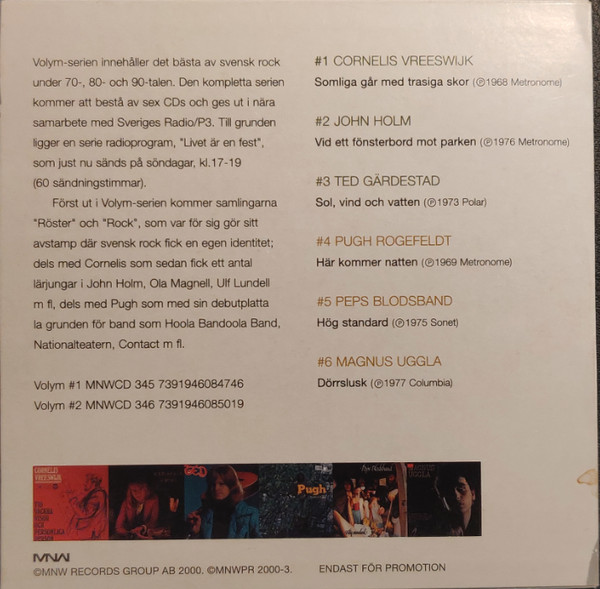 Volym-serien innehåller det bästa av svensk rock
under 70-, 80- och 90-talen. Den kompletta serien
kommer att bestå av sex CDs och ges ut i nära
samarbete med Sveriges Radio/P3. Till grunden
ligger en serie radioprogram, "Livet är en fest",
som just nu sänds på söndagar, kl.17-19
(60 sändningstimmar).
Först ut i Volym-serien kommer samlingarna
"Röster" och "Rock", som var för sig gör sitt
avstamp där svensk rock fick en egen identitet;
dels med Cornelis som sedan fick ett antal
lärjungar i John Holm, Ola Magnell, Ulf Lundell
m fl, dels med Pugh som med sin debutplatta
la grunden för band som Hoola Bandoola Band,
Nationalteatern, Contact m fl.
Volym #1 MNWCD 345 7391946084746
Volym #2 MNWCD 346 7391946085019
#1 CORNELIS VREESWIJK
Somliga går med trasiga skor (℗1968 Metronome)
#2 JOHN HOLM
Vid ett fönsterbord mot parken (℗1976 Metronome)
#3 TED GÄRDESTAD
Sol, vind och vatten (℗1973 Polar)
#4 PUGH ROGEFELDT
Här kommer natten (℗1969 Metronome)
#5 PEPS BLODSBAND
Hög standard (℗1975 Sonet)
#6 MAGNUS UGGLA
Dörrslusk (℗1977 Columbia)
CORNELIS
VREESWIJK
TED
Pugh
Peps Blodsband
UGGLA
MNW
©MNW RECORDS GROUP AB 2000. ©MNWPR 2000-3. ENDAST FÖR PROMOTION